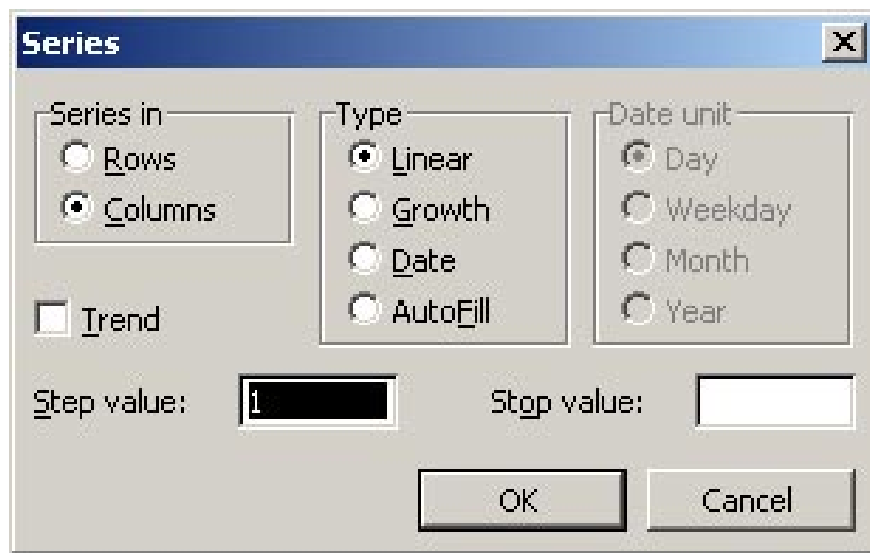 Series
Series in
Rows
Columns
Trend
Type
Linear
Growth
Date
AutoFill
Date unit
Day
Weekday
Month
Year
Step value: 1
Stop value:
OK
Cancel